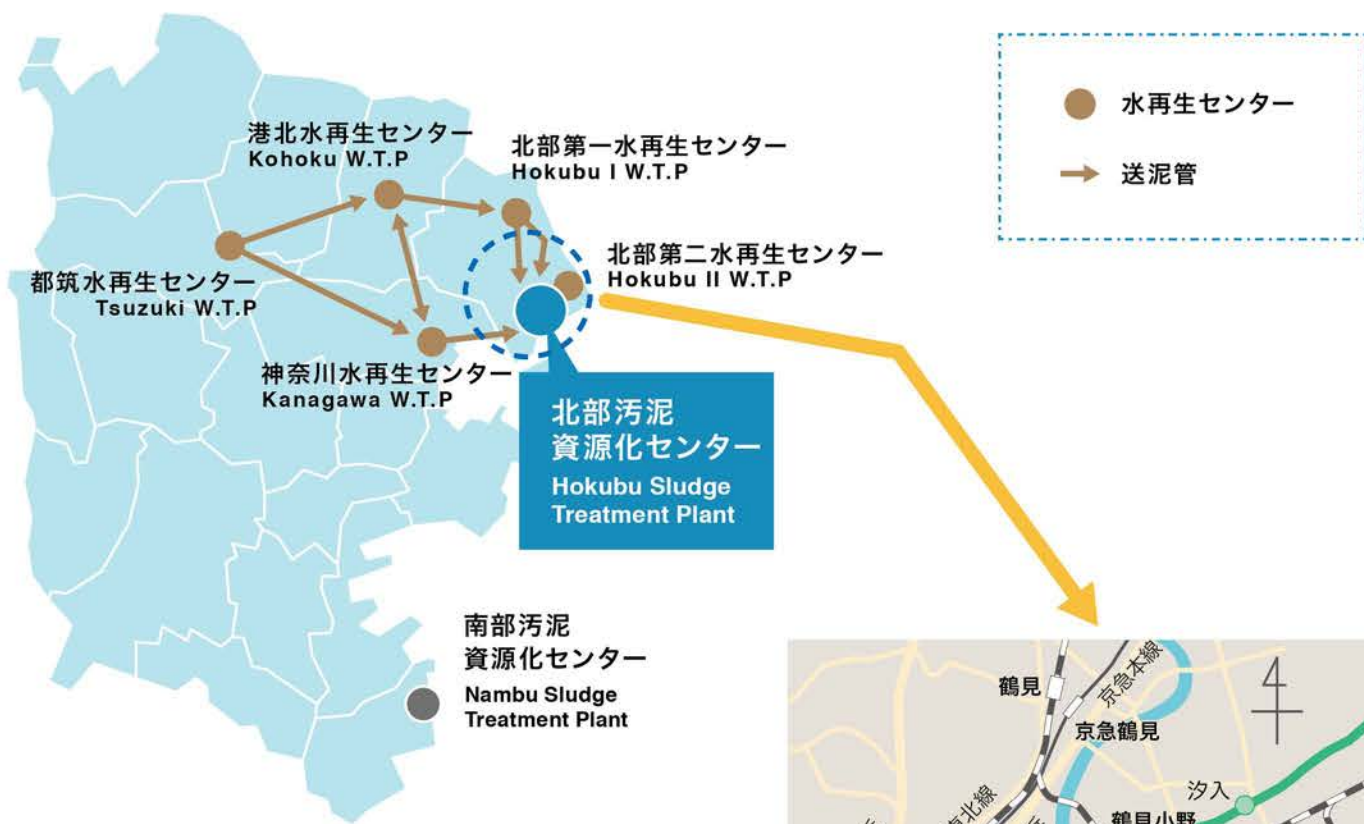 港北水再生センター
Kohoku W.T.P
北部第一水再生センター
Hokubu I W.T.P
水再生センター
送泥管
都筑水再生センター
Tsuzuki W.T.P
北部第二水再生センター
Hokubu II W.T.P
神奈川水再生センター
Kanagawa W.T.P
北部汚泥
資源化センター
Hokubu Sludge
Treatment Plant
南部汚泥
資源化センター
Nambu Sludge
Treatment Plant
鶴見
京急本線
京急鶴見
汐入
鶴見小野